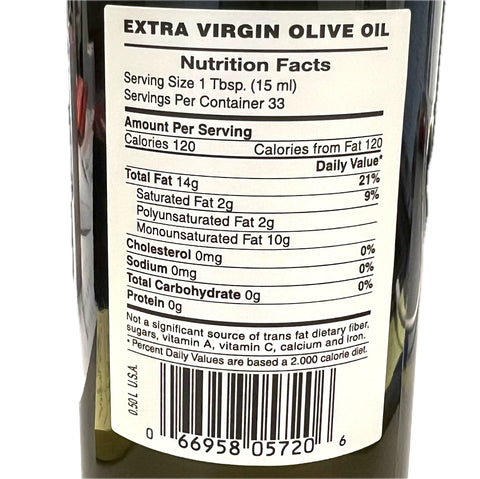 EXTRA VIRGIN OLIVE OIL
Nutrition Facts
Serving Size 1 Tbsp. (15 ml)
Servings Per Container 33
Amount Per Serving
Calories 120 Calories from Fat 120
Daily Value*
Total Fat 14g 21%
Saturated Fat 2g 9%
Polyunsaturated Fat 2g
Monounsaturated Fat 10g
Cholesterol 0mg 0%
Sodium 0mg 0%
Total Carbohydrate 0g 0%
Protein 0g
Not a significant source of trans fat dietary fiber,
sugars, vitamin A, vitamin C, calcium and iron.
* Percent Daily Values are based a 2.000 calorie diet.
0.50 L U.S.A.
0 66958 05720 6